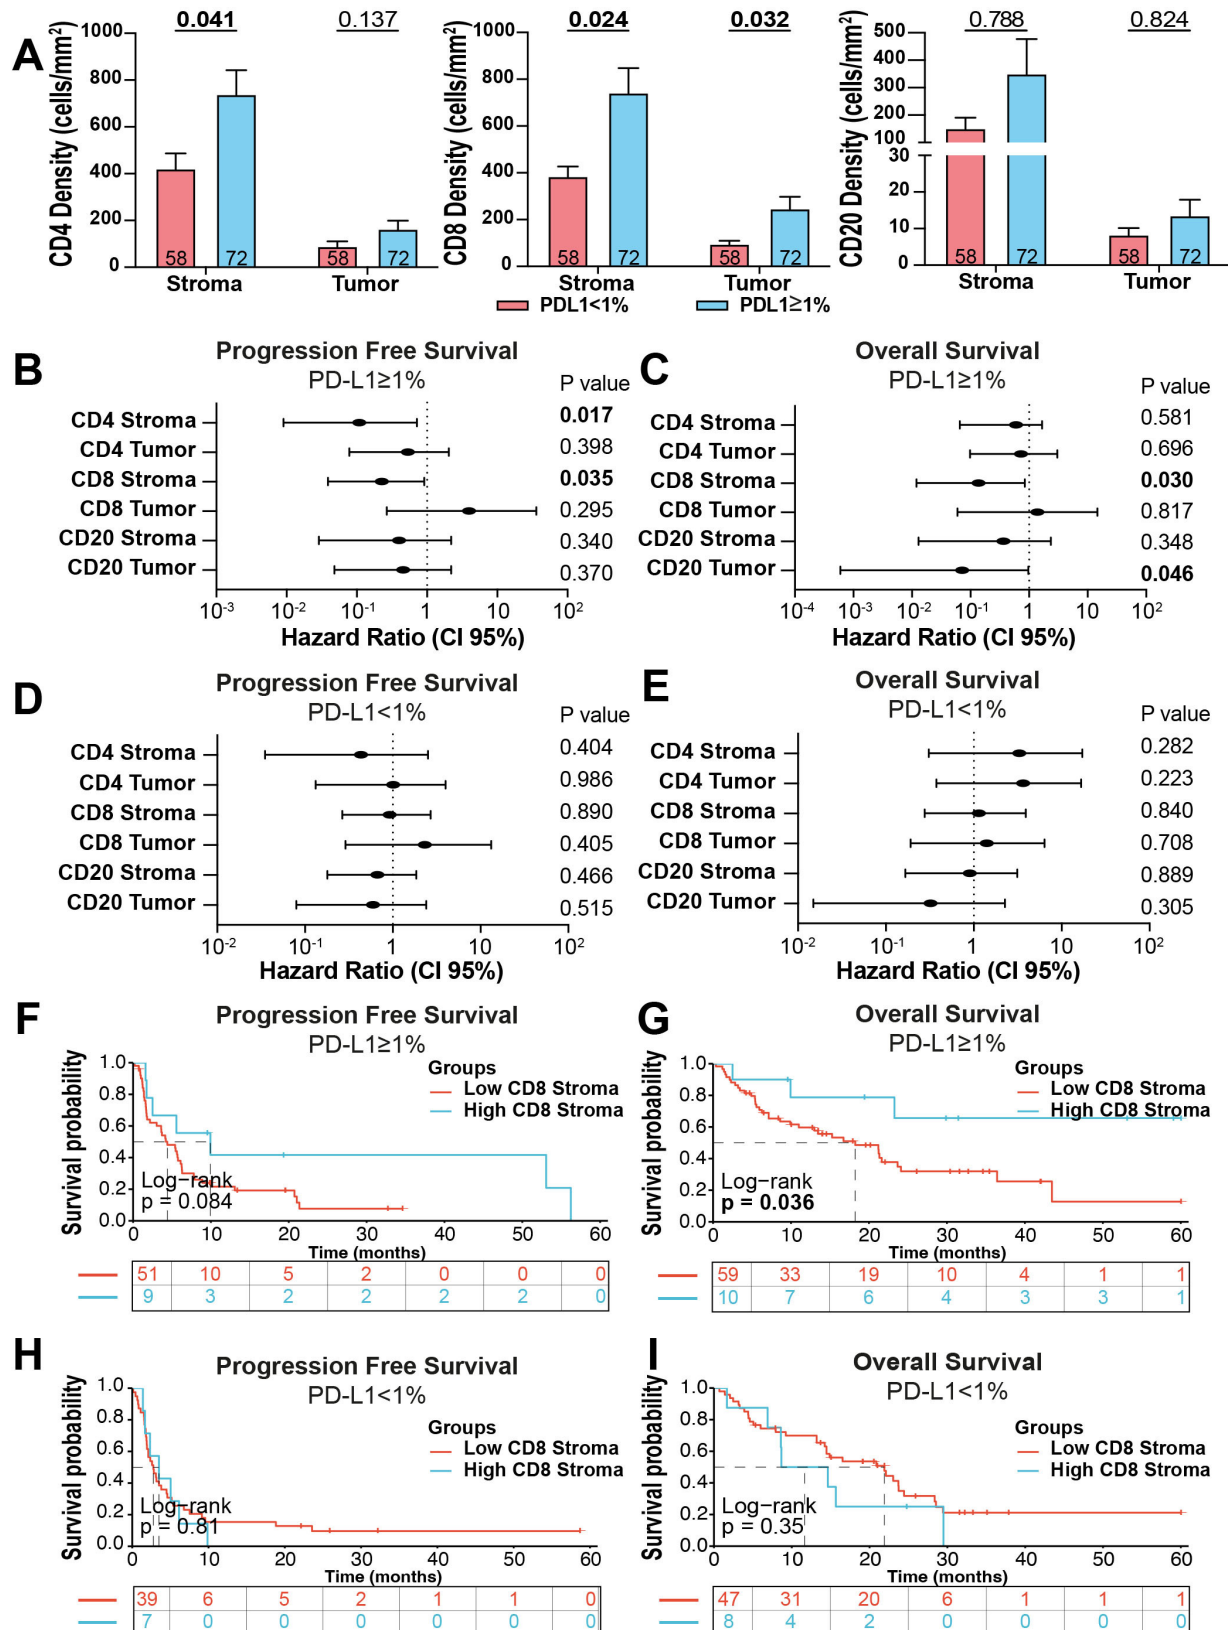 A
0.041 0.137
CD4 Density (cells/mm²)
1000
800
600
400
200
0
58 72 58 72
Stroma Tumor
0.024 0.032
CD8 Density (cells/mm²)
1000
800
600
400
200
0
58 72 58 72
Stroma Tumor
0.788 0.824
CD20 Density (cells/mm²)
500
400
300
200
100
30
20
10
0
58 72 58 72
Stroma Tumor
PDL1<1% PDL1≥1%
B
Progression Free Survival
PD-L1≥1%
P value
CD4 Stroma 0.017
CD4 Tumor 0.398
CD8 Stroma 0.035
CD8 Tumor 0.295
CD20 Stroma 0.340
CD20 Tumor 0.370
10⁻³ 10⁻² 10⁻¹ 1 10 10²
Hazard Ratio (CI 95%)
C
Overall Survival
PD-L1≥1%
P value
CD4 Stroma 0.581
CD4 Tumor 0.696
CD8 Stroma 0.030
CD8 Tumor 0.817
CD20 Stroma 0.348
CD20 Tumor 0.046
10⁻⁴ 10⁻³ 10⁻² 10⁻¹ 1 10 10²
Hazard Ratio (CI 95%)
D
Progression Free Survival
PD-L1<1%
P value
CD4 Stroma 0.404
CD4 Tumor 0.986
CD8 Stroma 0.890
CD8 Tumor 0.405
CD20 Stroma 0.466
CD20 Tumor 0.515
10⁻² 10⁻¹ 1 10 10²
Hazard Ratio (CI 95%)
E
Overall Survival
PD-L1<1%
P value
CD4 Stroma 0.282
CD4 Tumor 0.223
CD8 Stroma 0.840
CD8 Tumor 0.708
CD20 Stroma 0.889
CD20 Tumor 0.305
10⁻² 10⁻¹ 1 10 10²
Hazard Ratio (CI 95%)
F
Progression Free Survival
PD-L1≥1%
Survival probability
1.0
0.8
0.6
0.4
0.2
0.0
Groups
Low CD8 Stroma
High CD8 Stroma
Log−rank
p = 0.084
0 10 20 30 40 50 60
Time (months)
51 10 5 2 0 0 0
9 3 2 2 2 2 0
G
Overall Survival
PD-L1≥1%
Survival probability
1.0
0.8
0.6
0.4
0.2
0.0
Groups
Low CD8 Stroma
High CD8 Stroma
Log−rank
p = 0.036
0 10 20 30 40 50 60
Time (months)
59 33 19 10 4 1 1
10 7 6 4 3 3 1
H
Progression Free Survival
PD-L1<1%
Survival probability
1.0
0.8
0.6
0.4
0.2
0.0
Groups
Low CD8 Stroma
High CD8 Stroma
Log−rank
p = 0.81
0 10 20 30 40 50 60
Time (months)
39 6 5 2 1 1 0
7 0 0 0 0 0 0
I
Overall Survival
PD-L1<1%
Survival probability
1.0
0.8
0.6
0.4
0.2
0.0
Groups
Low CD8 Stroma
High CD8 Stroma
Log−rank
p = 0.35
0 10 20 30 40 50 60
Time (months)
47 31 20 6 1 1 1
8 4 2 0 0 0 0